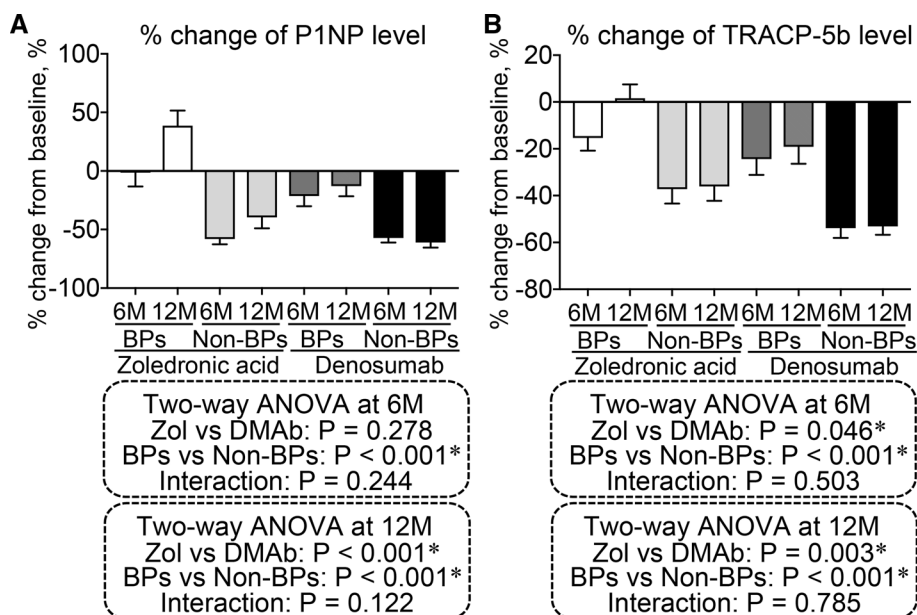 A
% change of P1NP level
% change from baseline, %
100
50
0
-50
-100
6M 12M 6M 12M 6M 12M 6M 12M
BPs Non-BPs BPs Non-BPs
Zoledronic acid Denosumab
Two-way ANOVA at 6M
Zol vs DMAb: P = 0.278
BPs vs Non-BPs: P < 0.001*
Interaction: P = 0.244
Two-way ANOVA at 12M
Zol vs DMAb: P < 0.001*
BPs vs Non-BPs: P < 0.001*
Interaction: P = 0.122
B
% change of TRACP-5b level
% change from baseline, %
20
0
-20
-40
-60
-80
6M 12M 6M 12M 6M 12M 6M 12M
BPs Non-BPs BPs Non-BPs
Zoledronic acid Denosumab
Two-way ANOVA at 6M
Zol vs DMAb: P = 0.046*
BPs vs Non-BPs: P < 0.001*
Interaction: P = 0.503
Two-way ANOVA at 12M
Zol vs DMAb: P = 0.003*
BPs vs Non-BPs: P < 0.001*
Interaction: P = 0.785